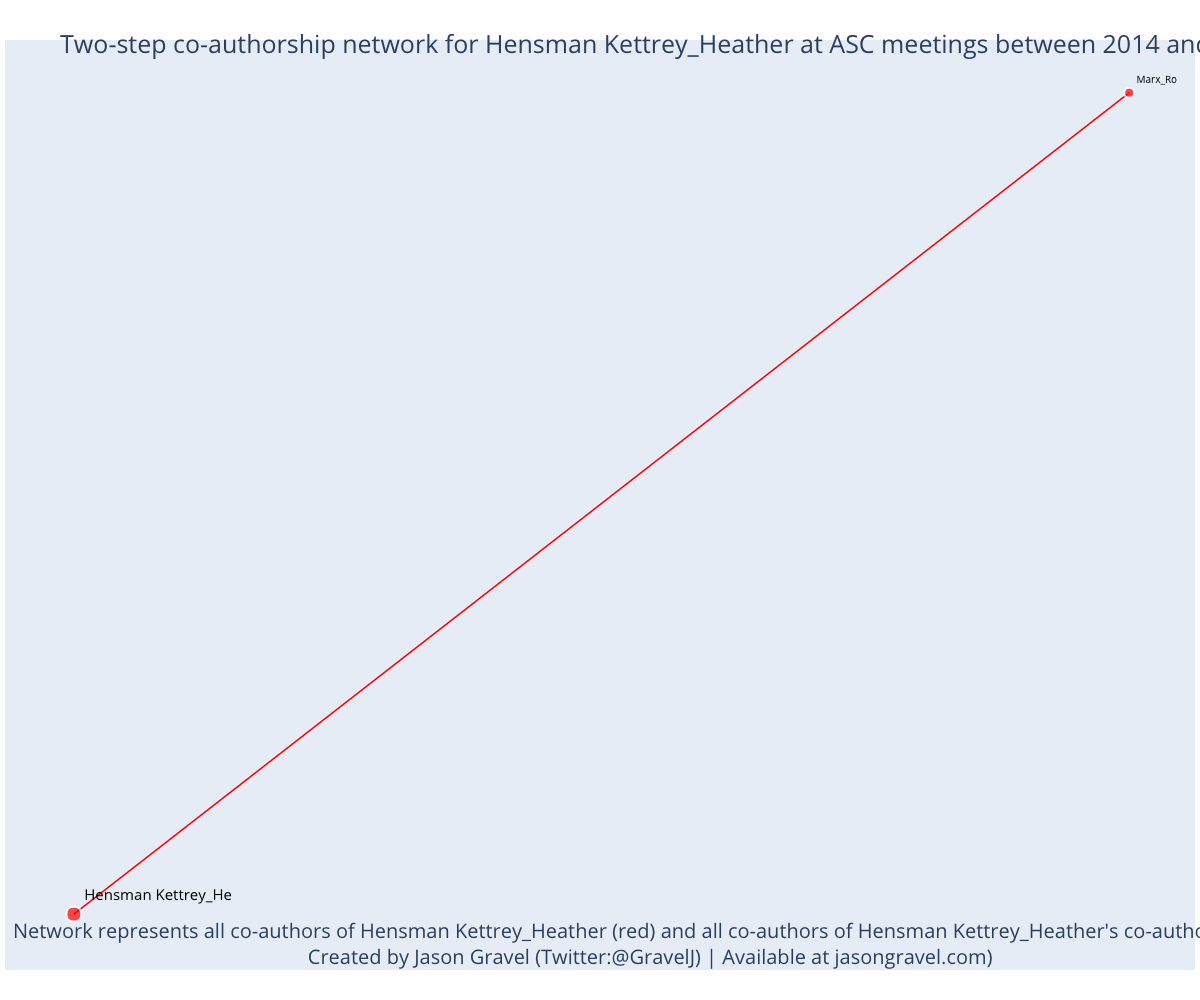 Two-step co-authorship network for Hensman Kettrey_Heather at ASC meetings between 2014 and
Marx_Ro
Hensman Kettrey_He
Network represents all co-authors of Hensman Kettrey_Heather (red) and all co-authors of Hensman Kettrey_Heather's co-autho
Created by Jason Gravel (Twitter:@GravelJ) | Available at jasongravel.com)